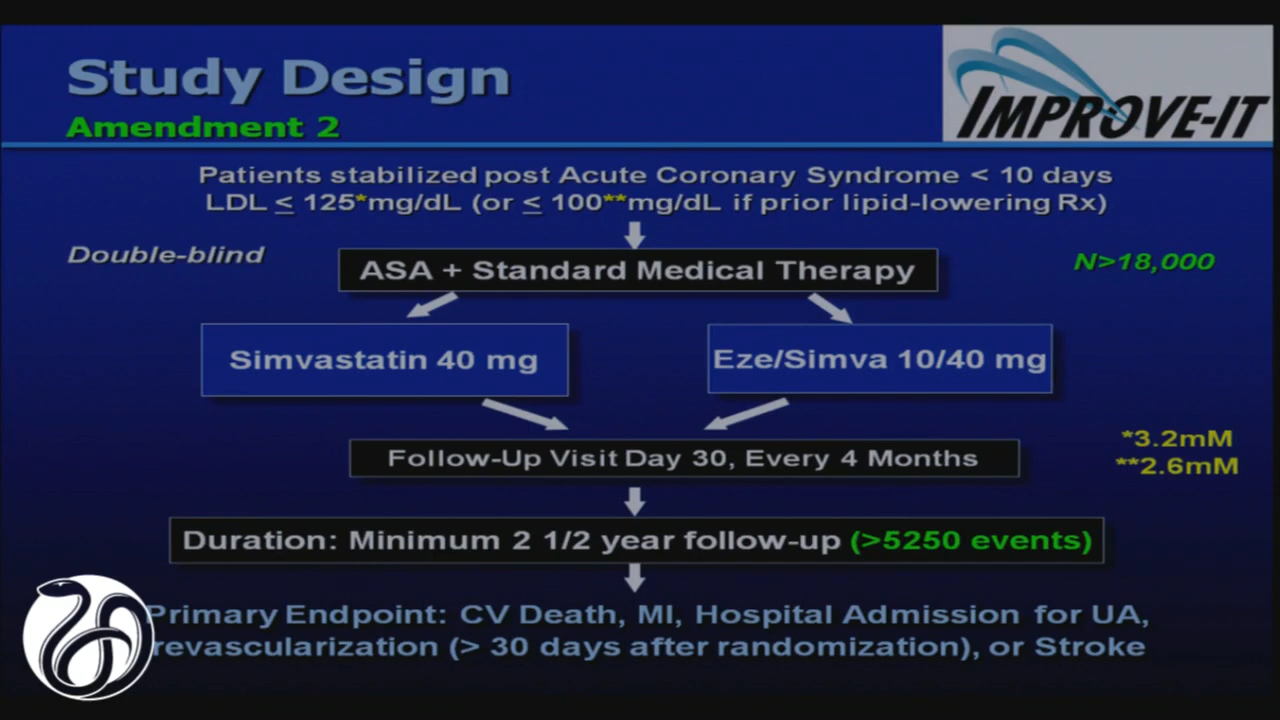 Study Design
Amendment 2
IMPROVE-IT
Patients stabilized post Acute Coronary Syndrome < 10 days
LDL ≤ 125*mg/dL (or ≤ 100**mg/dL if prior lipid-lowering Rx)
Double-blind
ASA + Standard Medical Therapy
N>18,000
Simvastatin 40 mg
Eze/Simva 10/40 mg
Follow-Up Visit Day 30, Every 4 Months
*3.2mM
**2.6mM
Duration: Minimum 2 1/2 year follow-up (>5250 events)
Primary Endpoint: CV Death, MI, Hospital Admission for UA,
revascularization (> 30 days after randomization), or Stroke